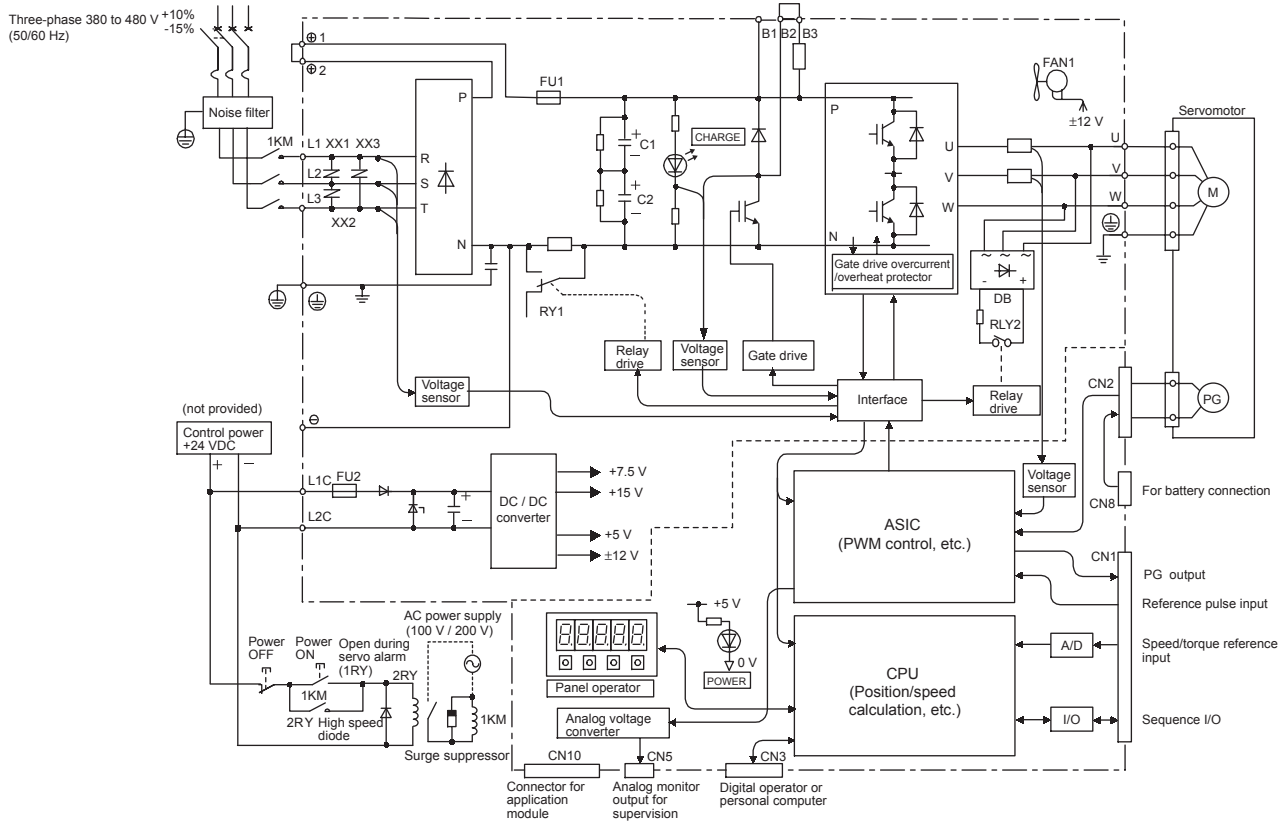 Three-phase 380 to 480 V +10%
-15%
(50/60 Hz)
Noise filter
1KM
L1 XX1 XX3
L2
L3
XX2
⊕ 1
⊕ 2
P
R
S
T
N
FU1
+
C1
−
+
C2
−
CHARGE
B1 B2 B3
P
N
U
V
W
Gate drive overcurrent
/overheat protector
FAN1
±12 V
U
V
W
Servomotor
M
~ ~ ~
- +
DB
RLY2
RY1
Relay
drive
Voltage
sensor
Gate drive
Voltage
sensor
Interface
Relay
drive
CN2
PG
(not provided)
Control power
+24 VDC
+ −
⊖
L1C FU2
L2C
+
−
DC / DC
converter
+7.5 V
+15 V
+5 V
±12 V
Voltage
sensor
CN8
For battery connection
ASIC
(PWM control, etc.)
CN1
PG output
Reference pulse input
A/D
Speed/torque reference
input
CPU
(Position/speed
calculation, etc.)
I/O
Sequence I/O
Power
OFF
Power
ON
Open during
servo alarm
(1RY)
2RY
1KM
2RY High speed
diode
AC power supply
(100 V / 200 V)
1KM
Surge suppressor
8.8.8.8.8.
Panel operator
+5 V
0 V
POWER
Analog voltage
converter
CN10
CN5
CN3
Connector for
application
module
Analog monitor
output for
supervision
Digital operator or
personal computer